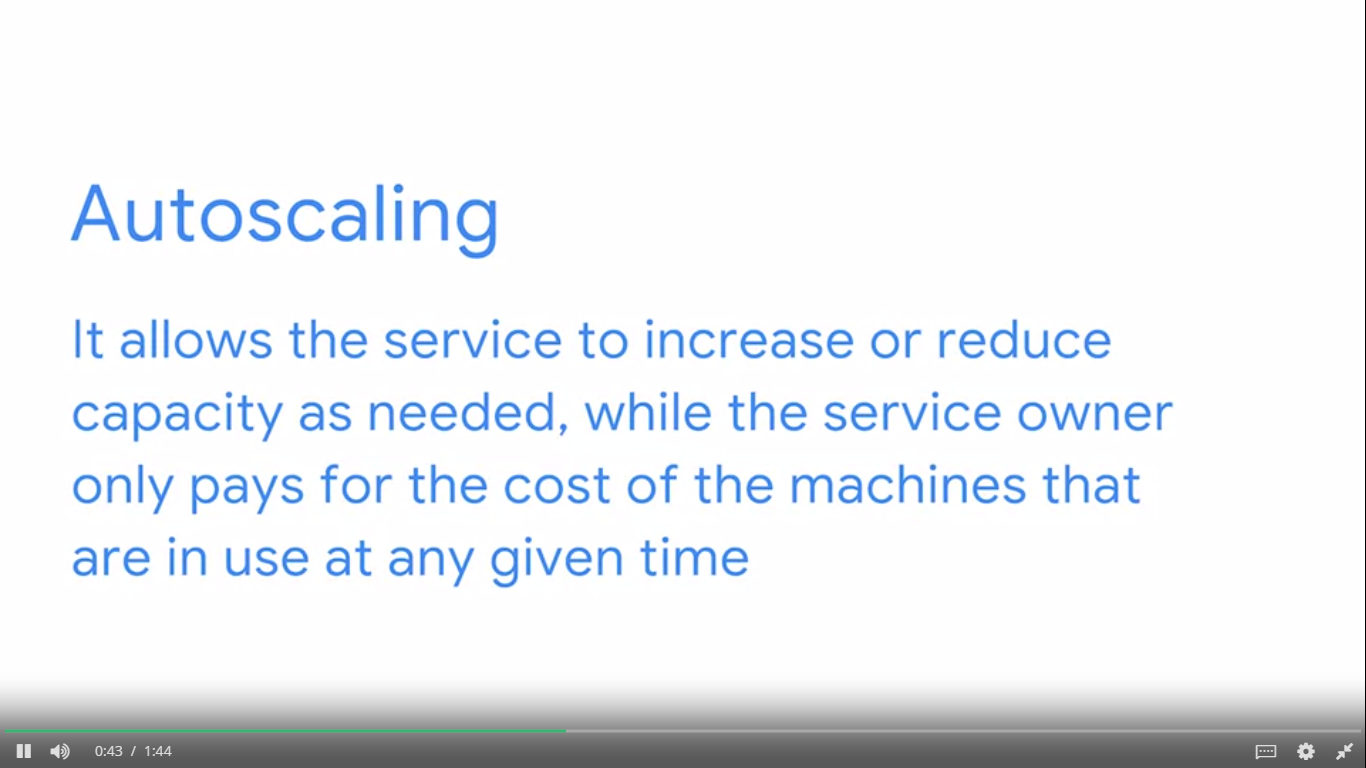 Autoscaling
It allows the service to increase or reduce
capacity as needed, while the service owner
only pays for the cost of the machines that
are in use at any given time
0:43 / 1:44